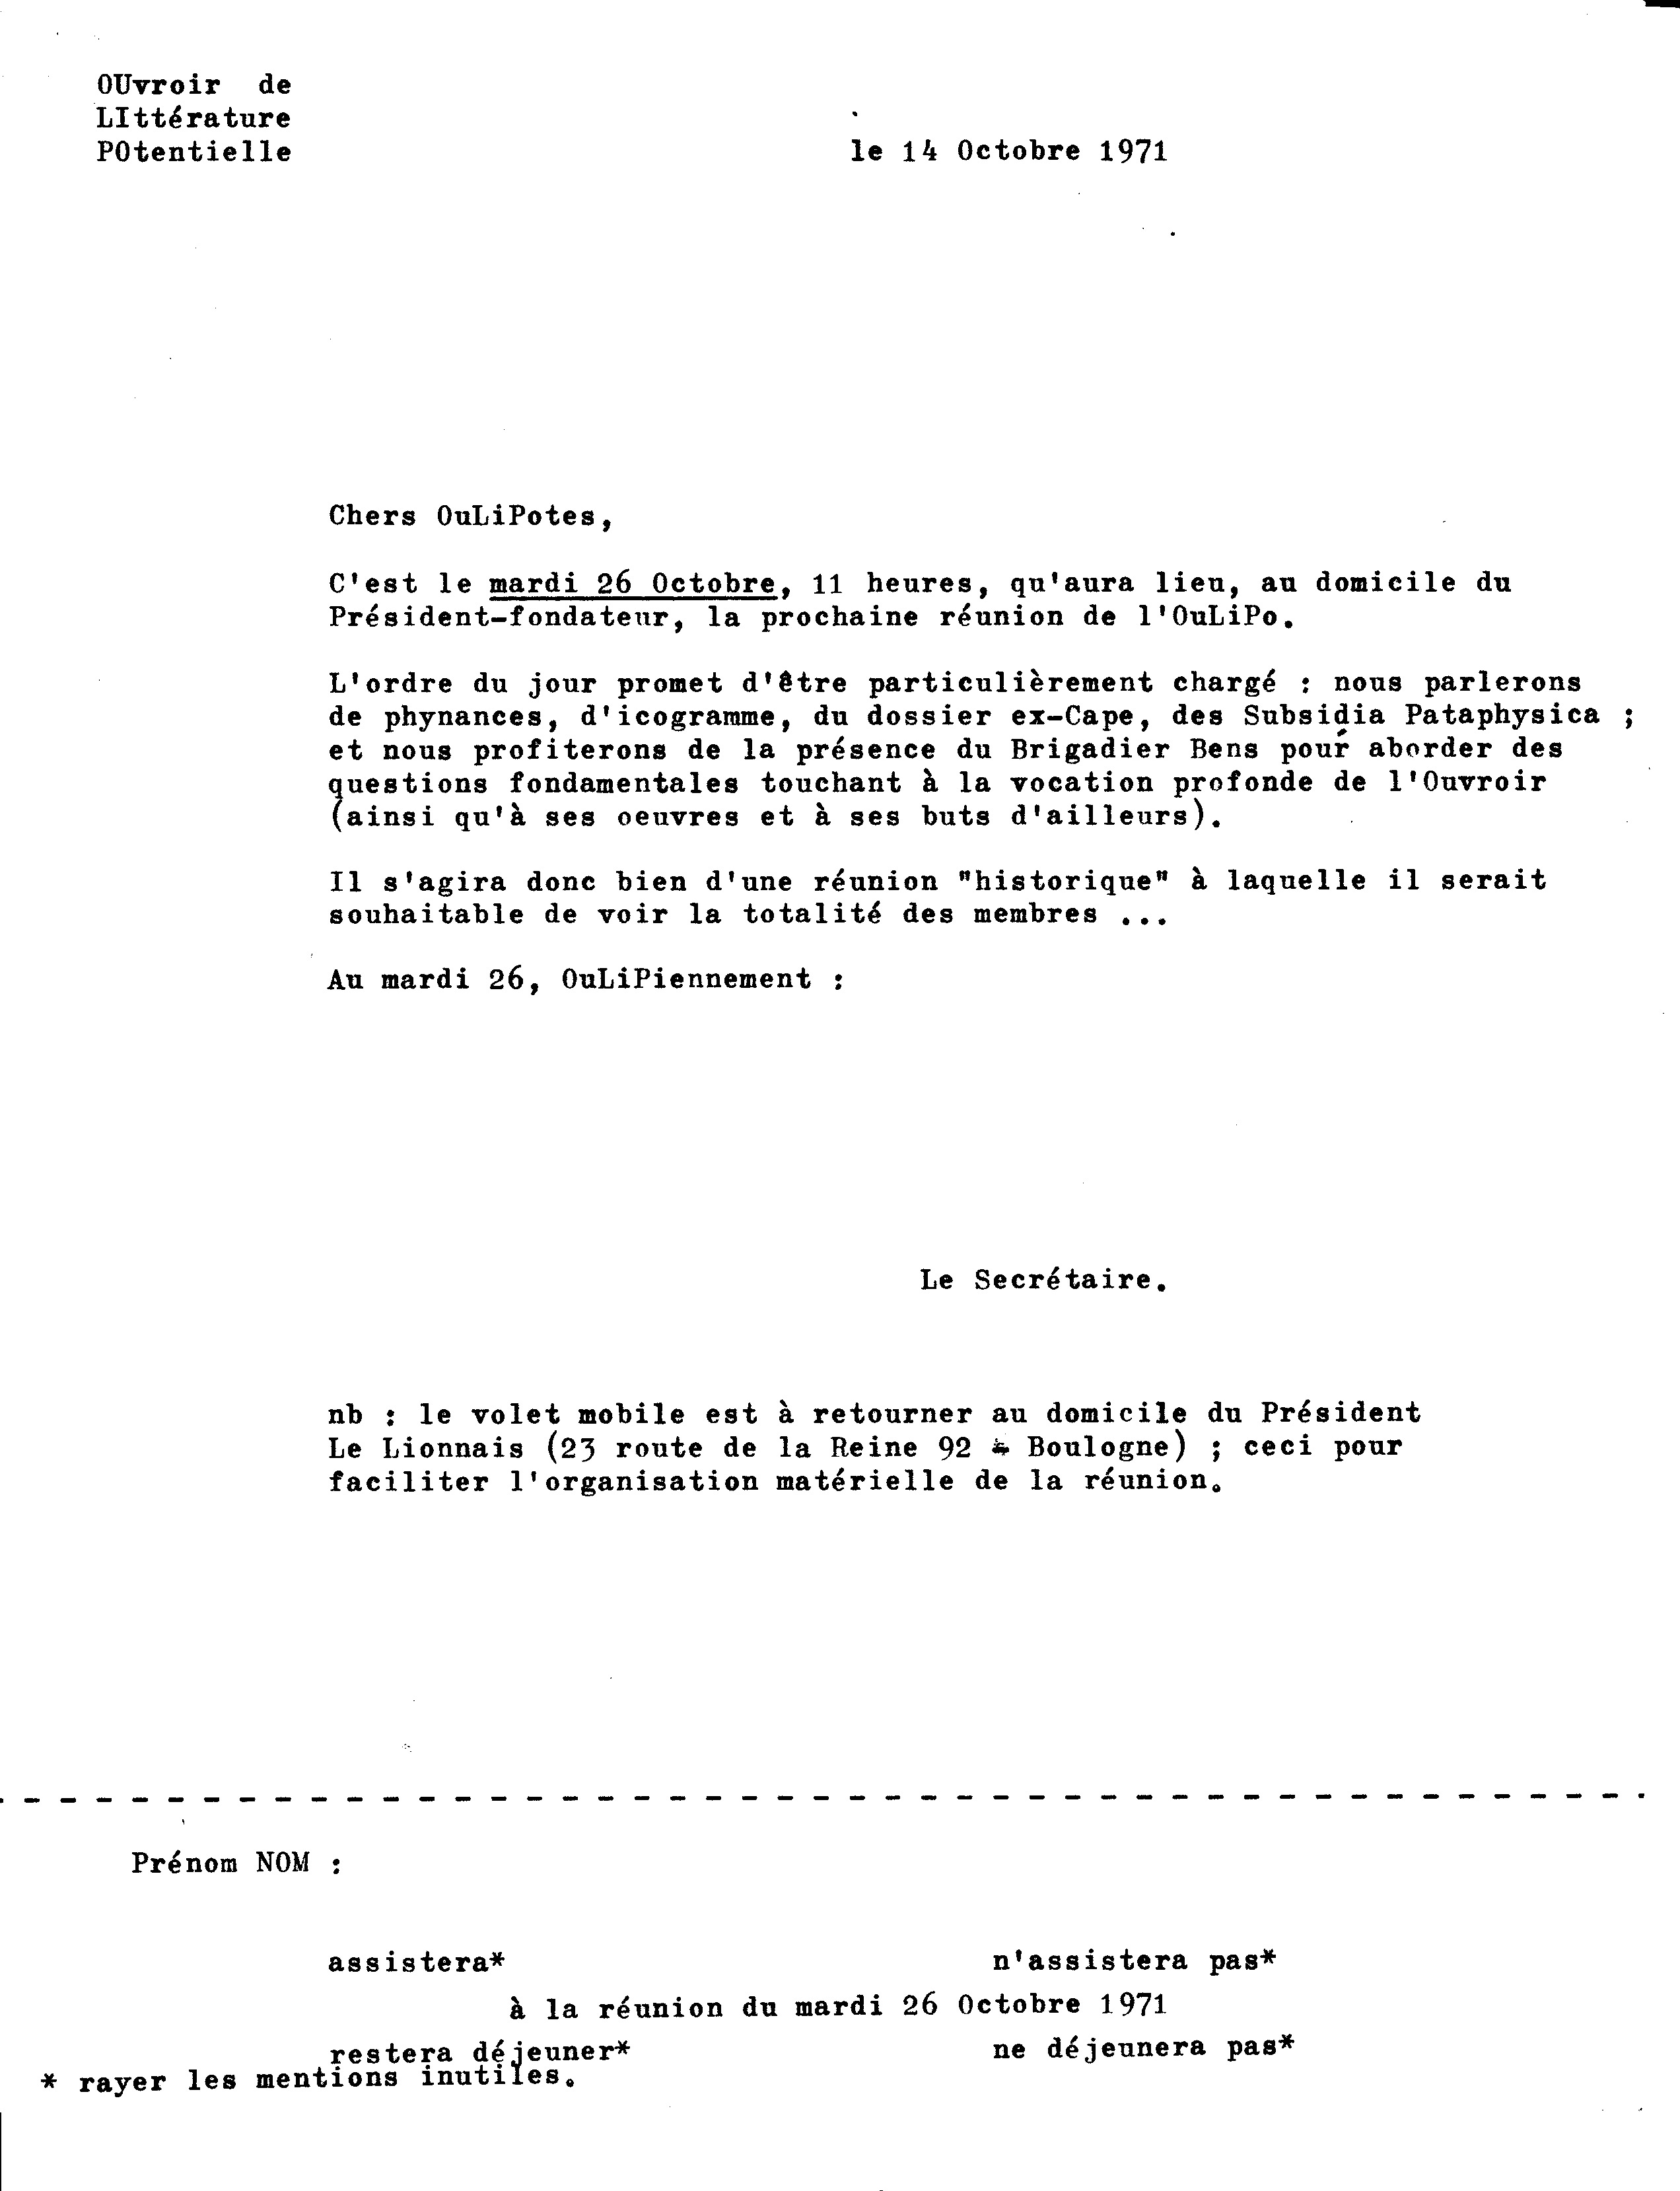 OUvroir de
LIttérature
POtentielle
le 14 Octobre 1971
Chers OuLiPotes,
C'est le mardi 26 Octobre, 11 heures, qu'aura lieu, au domicile du
Président-fondateur, la prochaine réunion de l'OuLiPo.
L'ordre du jour promet d'être particulièrement chargé : nous parlerons
de phynances, d'icogramme, du dossier ex-Cape, des Subsidia Pataphysica ;
et nous profiterons de la présence du Brigadier Bens pour aborder des
questions fondamentales touchant à la vocation profonde de l'Ouvroir
(ainsi qu'à ses oeuvres et à ses buts d'ailleurs).
Il s'agira donc bien d'une réunion "historique" à laquelle il serait
souhaitable de voir la totalité des membres ...
Au mardi 26, OuLiPiennement :
Le Secrétaire.
nb : le volet mobile est à retourner au domicile du Président
Le Lionnais (23 route de la Reine 92 Boulogne) ; ceci pour
faciliter l'organisation matérielle de la réunion.
Prénom NOM :
assistera* n'assistera pas*
à la réunion du mardi 26 Octobre 1971
restera déjeuner* ne déjeunera pas*
* rayer les mentions inutiles.